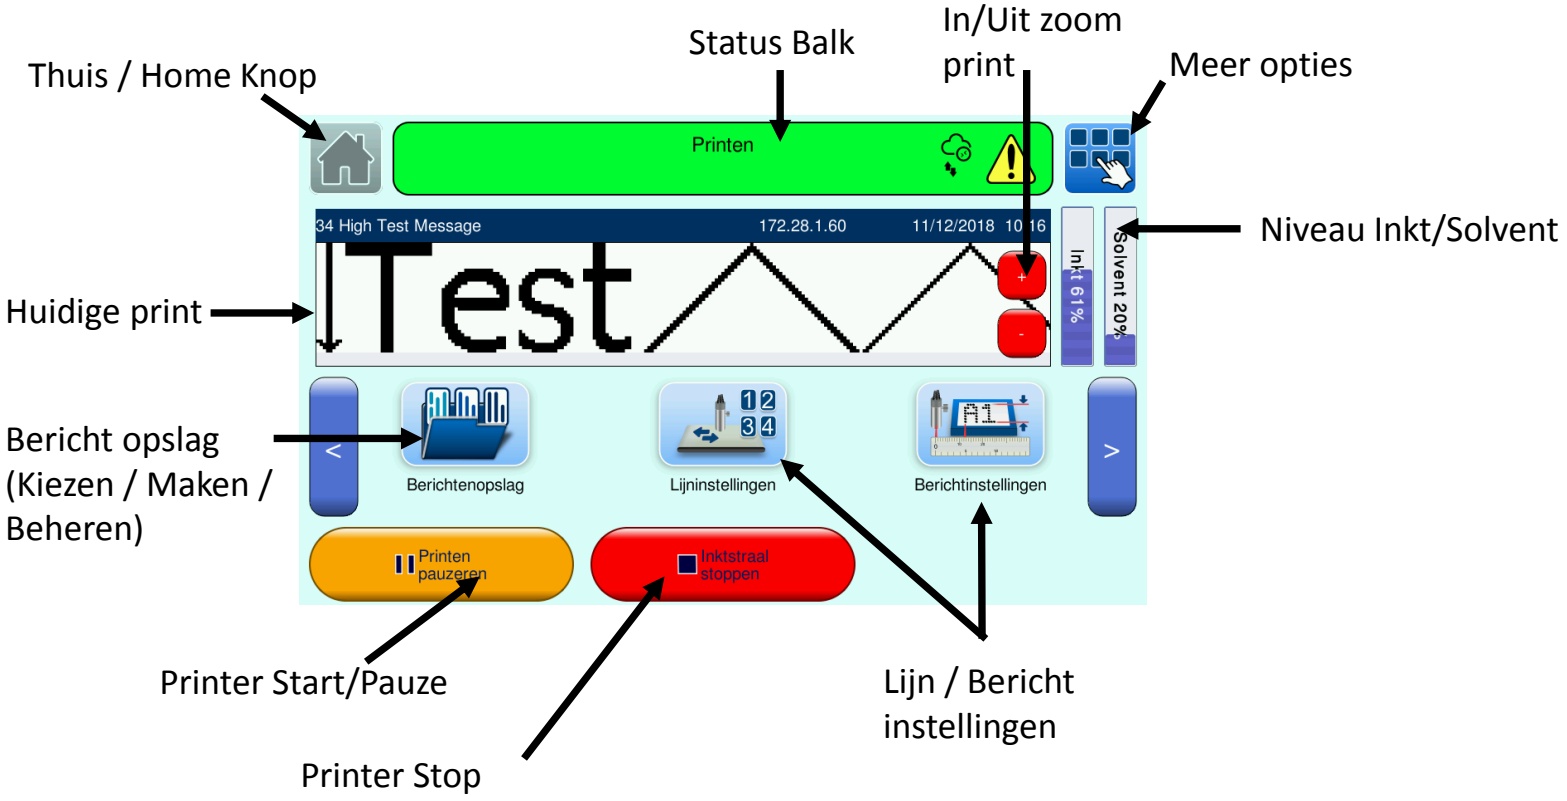 In/Uit zoom
print
Status Balk
Meer opties
Thuis / Home Knop
Printen
34 High Test Message 172.28.1.60 11/12/2018 10:16
Niveau Inkt/Solvent
Inkt 61%
Solvent 20%
Test
+
-
Huidige print
1 2
3 4
A1
0
Bericht opslag
(Kiezen / Maken /
Beheren)
<
>
Berichtenopslag
Lijninstellingen
Berichtinstellingen
Printen
pauzeren
Inktstraal
stoppen
Printer Start/Pauze
Lijn / Bericht
instellingen
Printer Stop